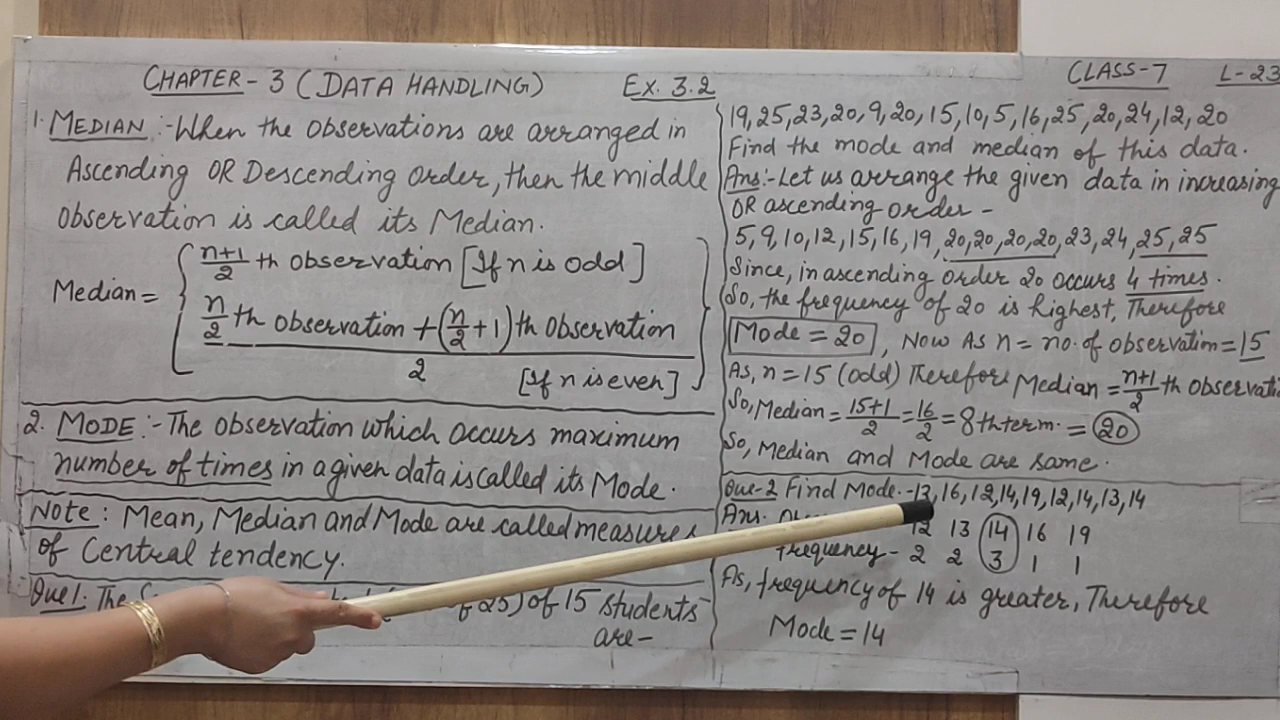 CHAPTER-3 (DATA HANDLING) EX. 3.2 CLASS-7 L-23
1. MEDIAN :- When the observations are arranged in
Ascending OR Descending order, then the middle
observation is called its Median.
Median = { n+1/2 th observation [If n is odd]
n/2 th observation + (n/2 + 1) th observation / 2 [If n is even] }
2. MODE :- The observation which occurs maximum
number of times in a given data is called its Mode.
Note : Mean, Median and Mode are called measures
of Central tendency.
Que 1. The of 25) of 15 students
are -
19, 25, 23, 20, 9, 20, 15, 10, 5, 16, 25, 20, 24, 12, 20
Find the mode and median of this data.
Ans:- Let us arrange the given data in increasing
OR ascending order -
5, 9, 10, 12, 15, 16, 19, 20, 20, 20, 20, 23, 24, 25, 25
Since, in ascending order 20 occurs 4 times.
So, the frequency of 20 is highest, Therefore
Mode = 20, Now As n = no. of observation = 15
As, n = 15 (odd) Therefore Median = n+1/2 th observati
So, Median = 15+1/2 = 16/2 = 8th term. = 20
So, Median and Mode are same.
Que-2 Find Mode. - 13, 16, 12, 14, 19, 12, 14, 13, 14
Ans. 12 13 14 16 19
frequency - 2 2 3 1 1
As, frequency of 14 is greater, Therefore
Mode = 14